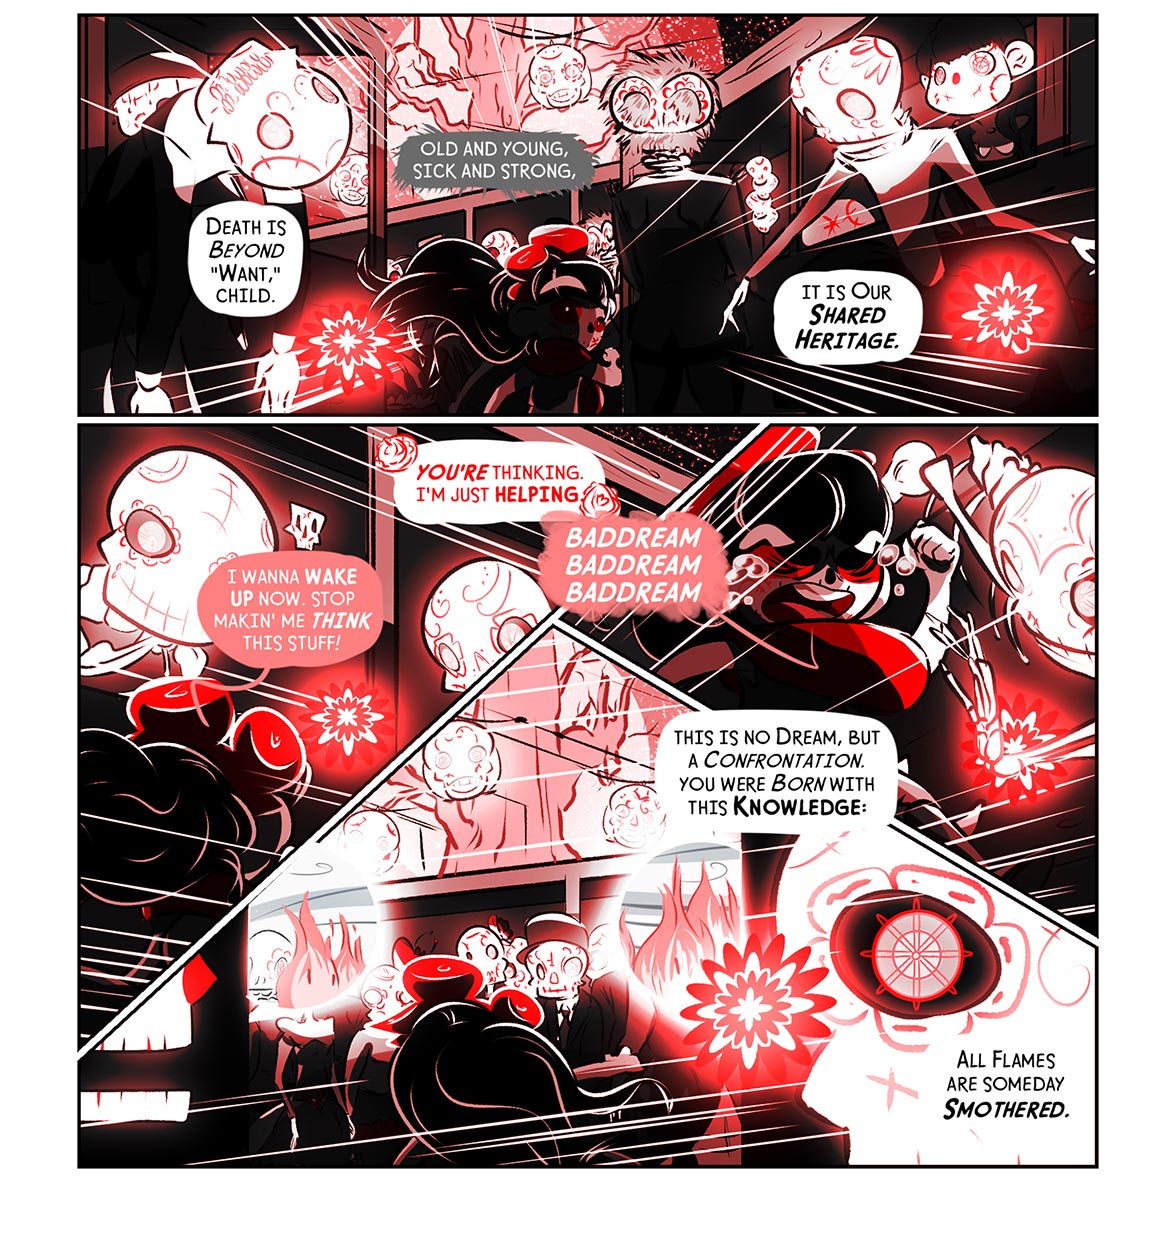 DEATH IS
BEYOND
"WANT,"
CHILD.
OLD AND YOUNG,
SICK AND STRONG,
IT IS OUR
SHARED
HERITAGE.
YOU'RE THINKING.
I'M JUST HELPING.
I WANNA WAKE
UP NOW. STOP
MAKIN' ME THINK
THIS STUFF!
BADDREAM
BADDREAM
BADDREAM
THIS IS NO DREAM, BUT
A CONFRONTATION.
YOU WERE BORN WITH
THIS KNOWLEDGE:
ALL FLAMES
ARE SOMEDAY
SMOTHERED.